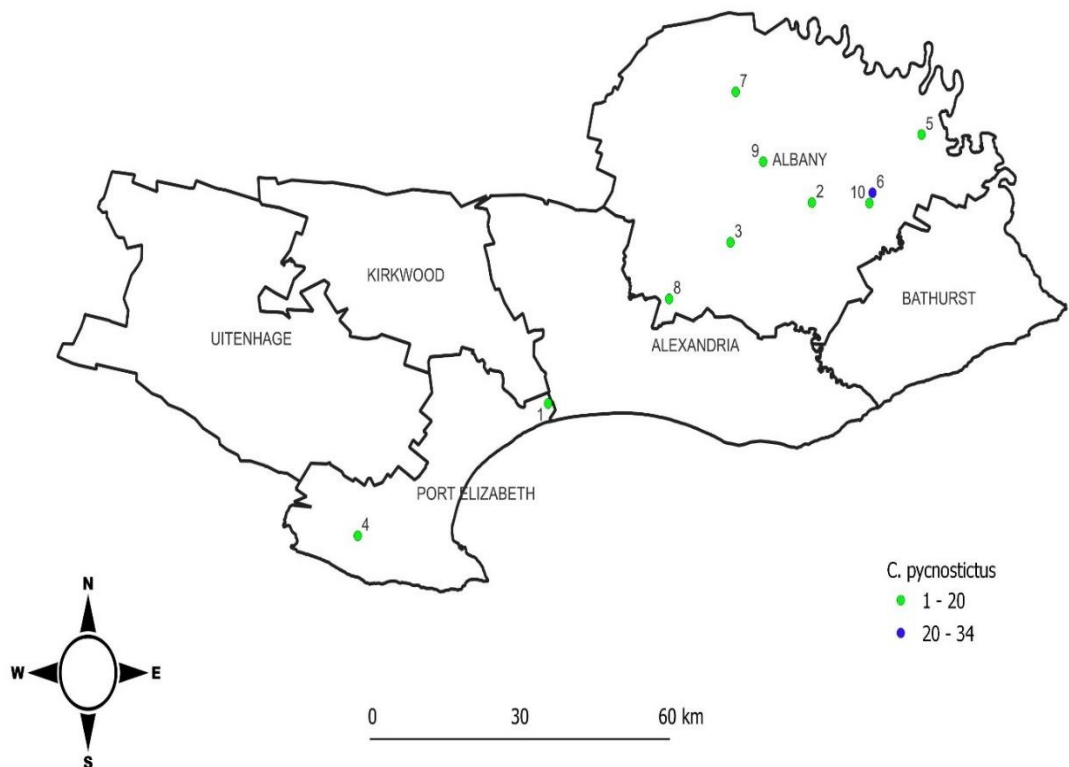 7
5
9
ALBANY
6
2
10
3
KIRKWOOD
8
BATHURST
UITENHAGE
ALEXANDRIA
1
PORT ELIZABETH
4
C. pycnostictus
1 - 20
20 - 34
N
W
E
S
0 30 60 km